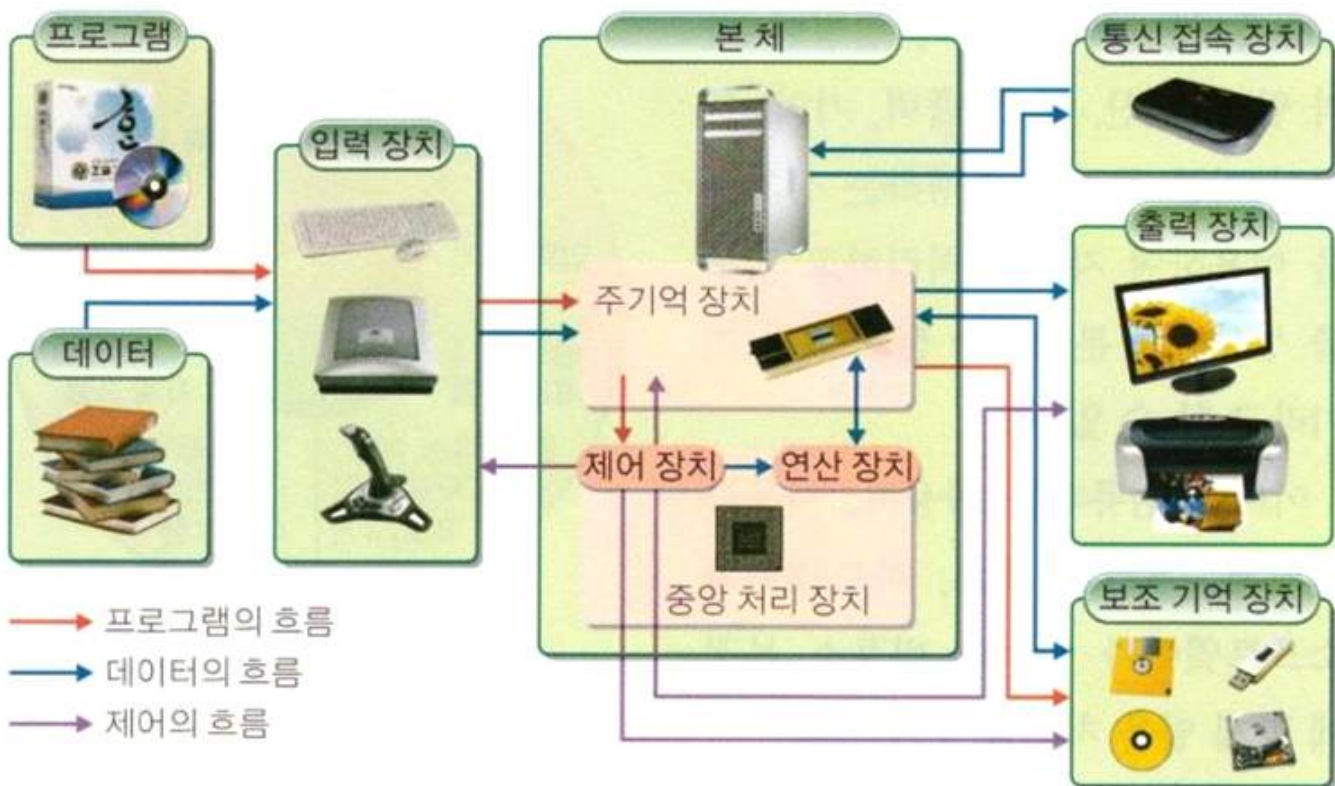 프로그램
본 체
통신 접속 장치
입력 장치
출력 장치
주기억 장치
데이터
제어 장치
연산 장치
중앙 처리 장치
보조 기억 장치
프로그램의 흐름
데이터의 흐름
제어의 흐름